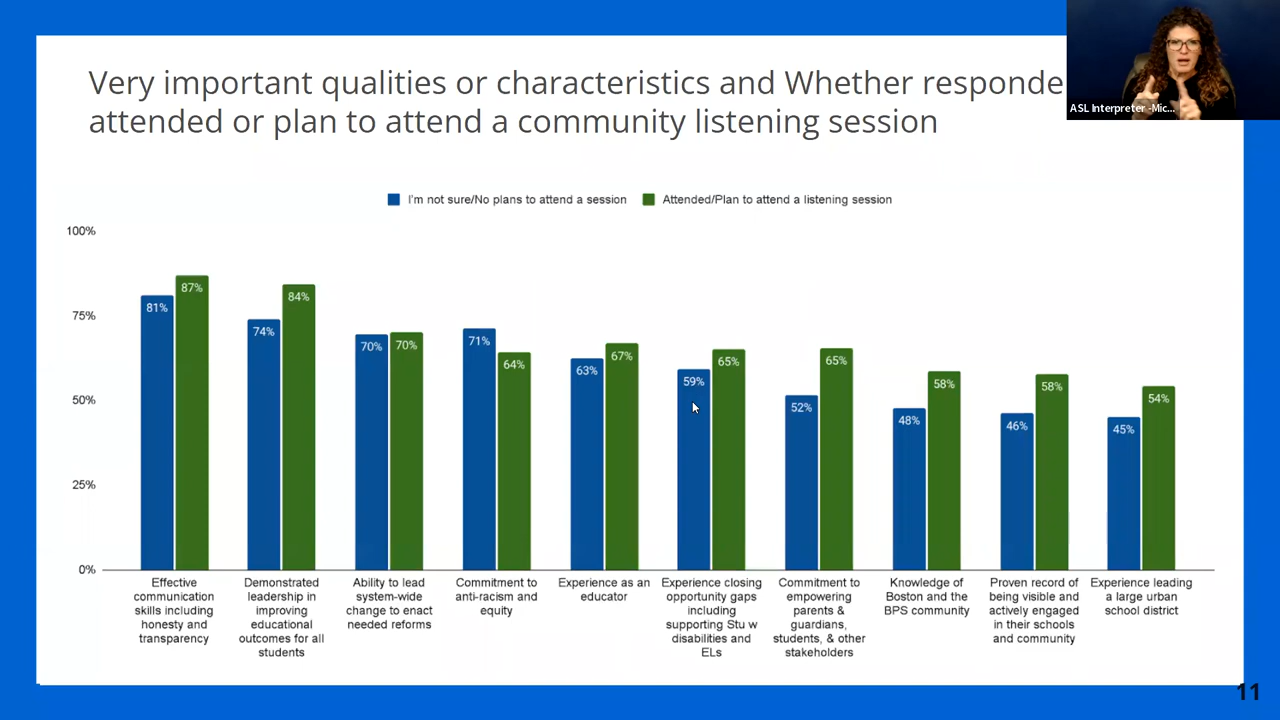 Very important qualities or characteristics and Whether responde
attended or plan to attend a community listening session
ASL Interpreter -Mic...
I'm not sure/No plans to attend a session
Attended/Plan to attend a listening session
100%
75%
50%
25%
0%
81%
87%
74%
84%
70%
70%
71%
64%
63%
67%
59%
65%
52%
65%
48%
58%
46%
58%
45%
54%
Effective
communication
skills including
honesty and
transparency
Demonstrated
leadership in
improving
educational
outcomes for all
students
Ability to lead
system-wide
change to enact
needed reforms
Commitment to
anti-racism and
equity
Experience as an
educator
Experience closing
opportunity gaps
including
supporting Stu w
disabilities and
ELs
Commitment to
empowering
parents &
guardians,
students, & other
stakeholders
Knowledge of
Boston and the
BPS community
Proven record of
being visible and
actively engaged
in their schools
and community
Experience leading
a large urban
school district
11